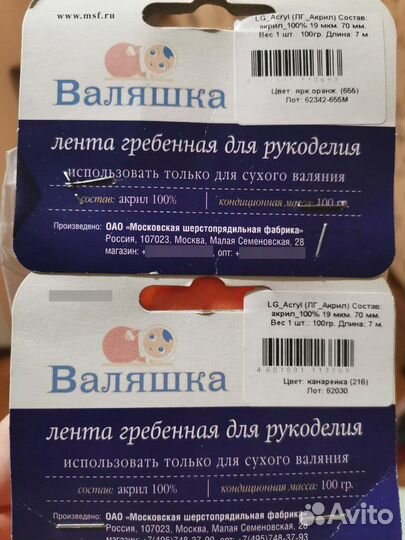 www.msf.ru
LG_Acryl (ЛГ_Акрил) Состав:
акрил_100% 19 мкм. 70 мм.
Вес 1 шт. 100гр. Длина: 7 м.
Цвет: ярк.оранж. (655)
Лот: 62342-655М
Валяшка
лента гребенная для рукоделия
использовать только для сухого валяния
состав: акрил 100% кондиционная масса: 100 гр.
Произведено: ОАО «Московская шерстопрядильная фабрика»
Россия, 107023, Москва, Малая Семеновская, 28
магазин: + , опт: +
LG_Acryl (ЛГ_Акрил) Состав:
акрил_100% 19 мкм. 70 мм.
Вес 1 шт.: 100гр. Длина: 7 м.
4 601891 113709
Цвет: канарейка (216)
Лот: 62030
Валяшка
лента гребенная для рукоделия
использовать только для сухого валяния
состав: акрил 100% кондиционная масса: 100 гр.
Произведено: ОАО «Московская шерстопрядильная фабрика»
Россия, 107023, Москва, Малая Семеновская, 28
Avito